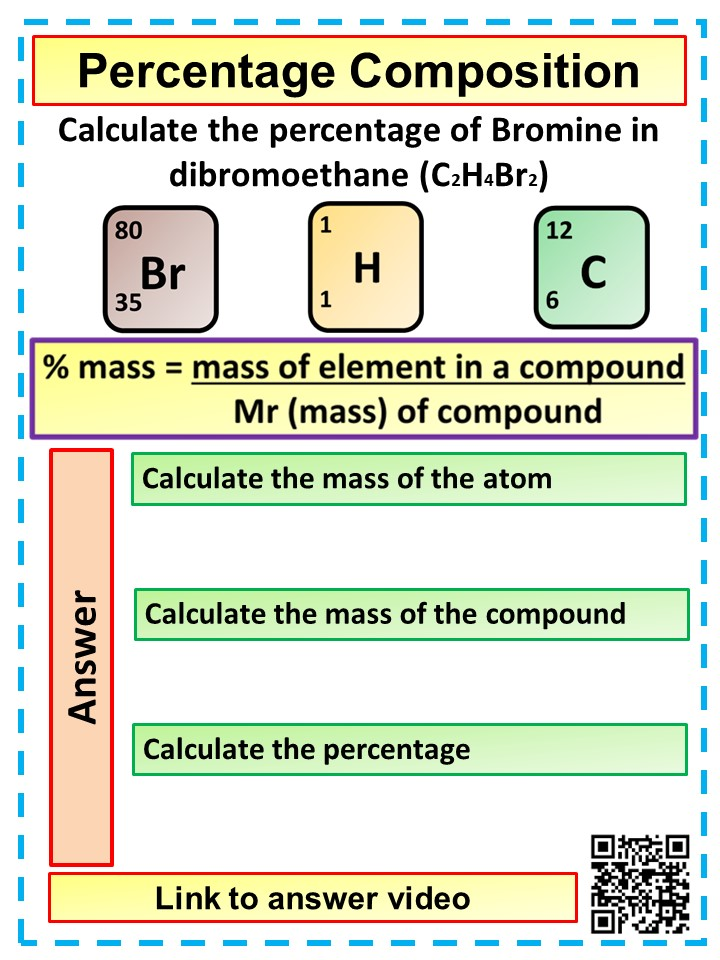 Percentage Composition
Calculate the percentage of Bromine in
dibromoethane (C₂H₄Br₂)
80
Br
35
1
H
1
12
C
6
% mass = mass of element in a compound
Mr (mass) of compound
Answer
Calculate the mass of the atom
Calculate the mass of the compound
Calculate the percentage
Link to answer video